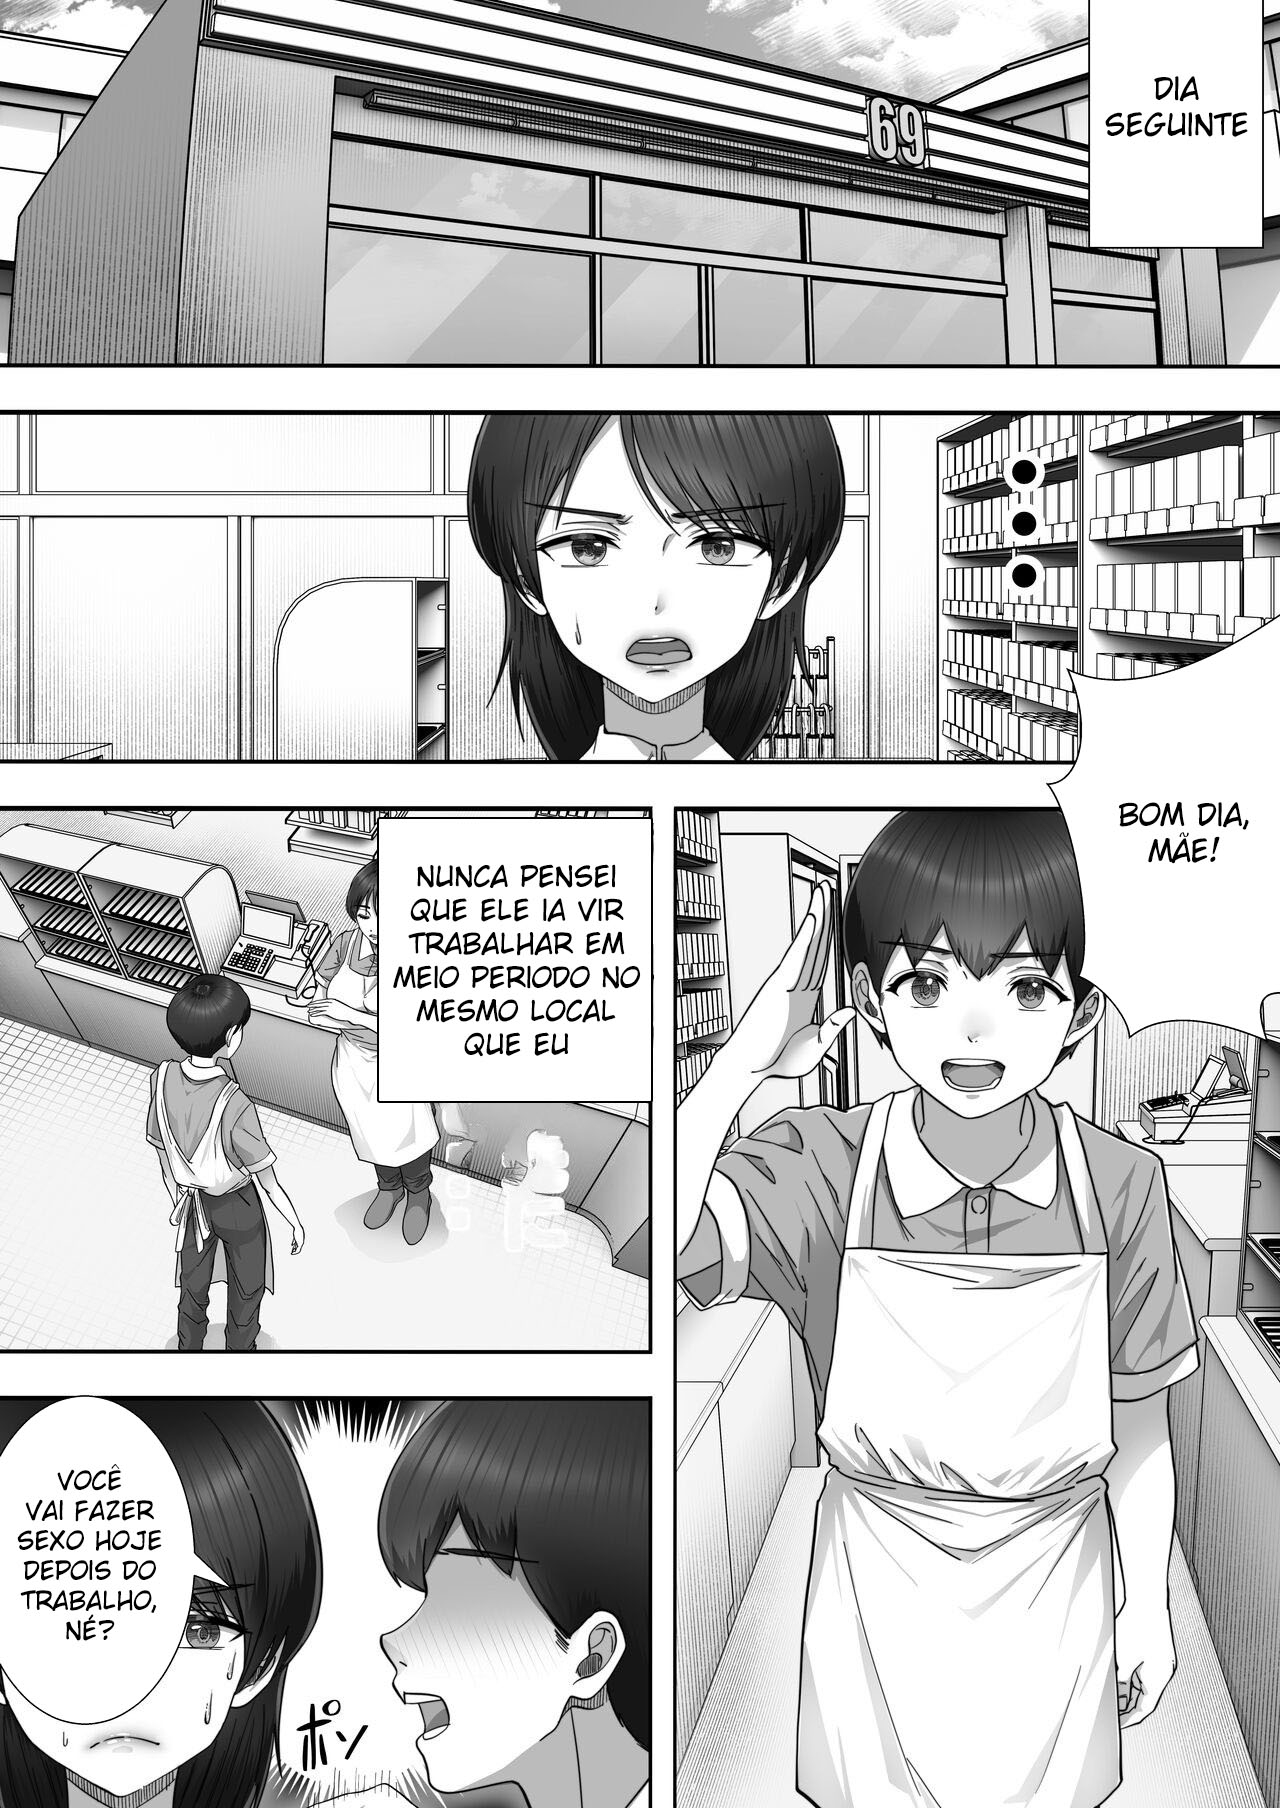 DIA
SEGUINTE
69
BOM DIA,
MÃE!
NUNCA PENSEI
QUE ELE IA VIR
TRABALHAR EM
MEIO PERIODO NO
MESMO LOCAL
QUE EU
VOCÊ
VAI FAZER
SEXO HOJE
DEPOIS DO
TRABALHO,
NÉ?
ポソ